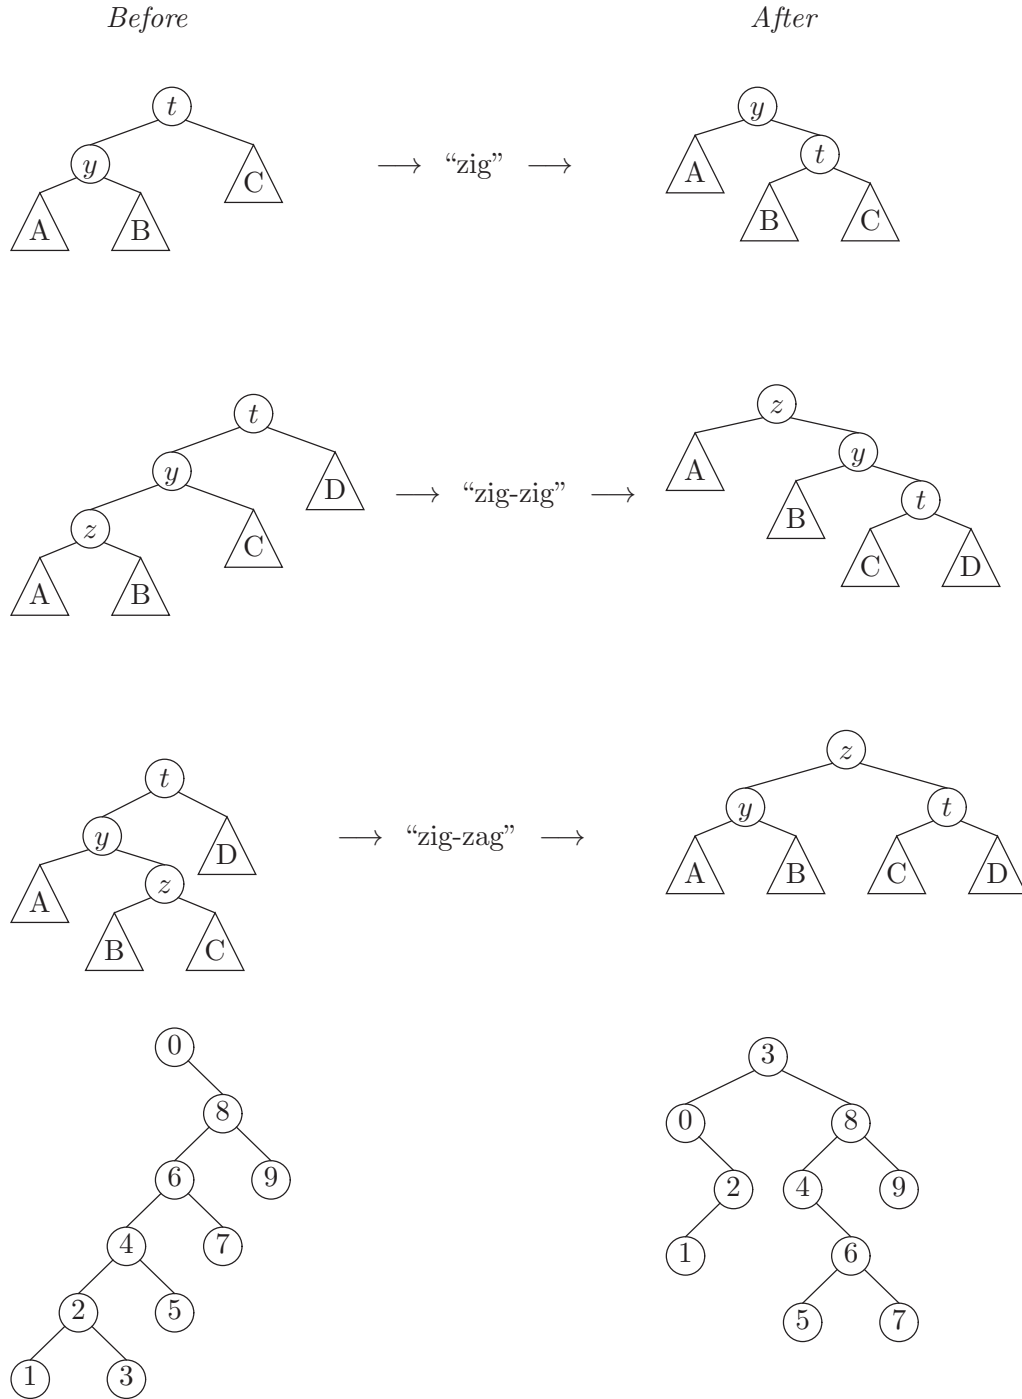 Before After
t
y
C
A B
⟶ “zig” ⟶
y
A
t
B C
t
y
D
z
C
A B
⟶ “zig-zig” ⟶
z
A
y
B
t
C D
t
y
D
A
z
B C
⟶ “zig-zag” ⟶
z
y t
A B C D
0
8
6 9
4 7
2 5
1 3
3
0 8
2 4 9
1 6
5 7